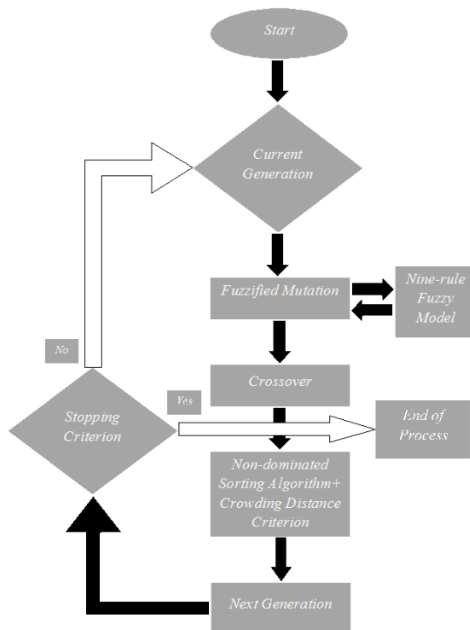 Start
Current
Generation
Fuzzified Mutation
Nine-rule
Fuzzy
Model
No
Crossover
Yes
Stopping
Criterion
End of
Process
Non-dominated
Sorting Algorithm+
Crowding Distance
Criterion
Next Generation